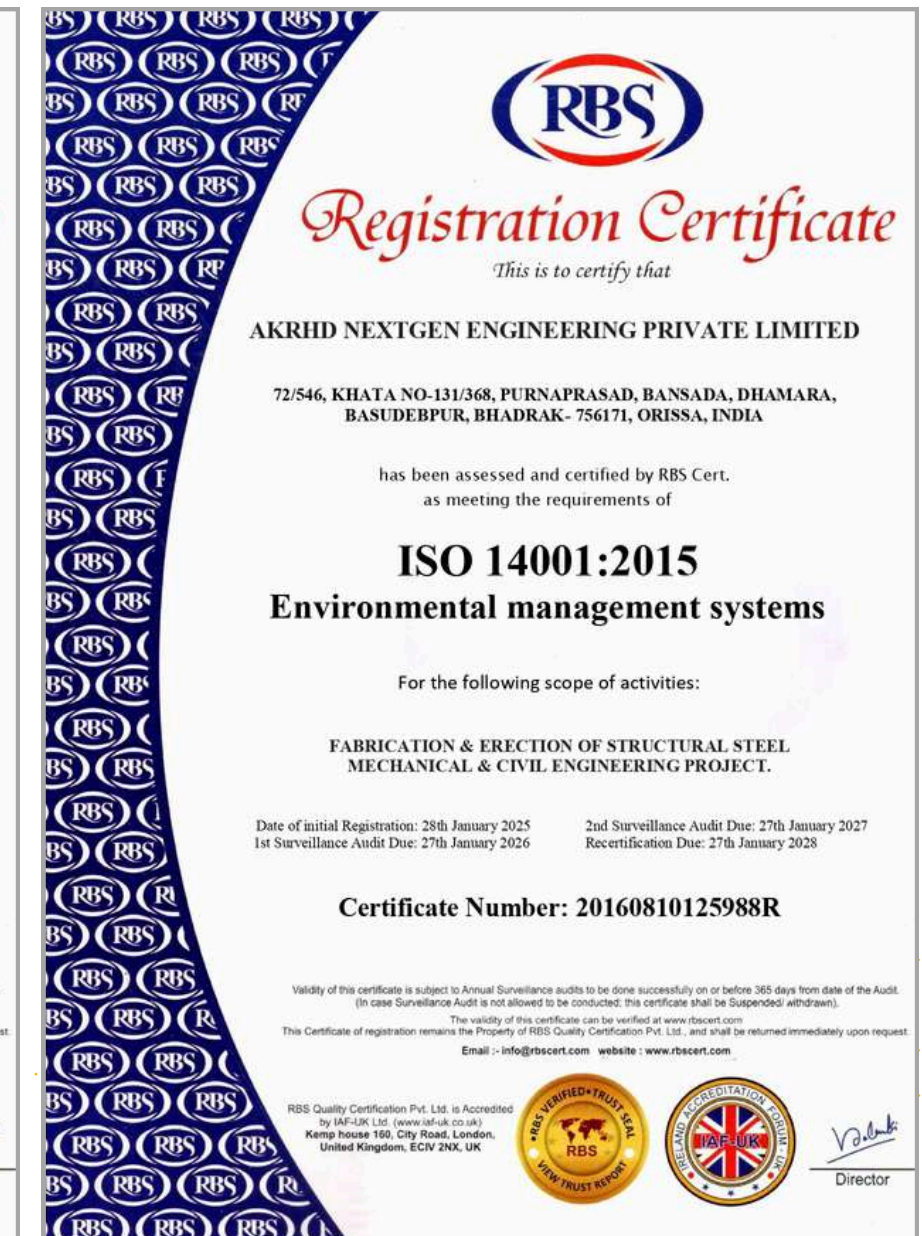 RBS
Registration Certificate
This is to certify that
AKRHD NEXTGEN ENGINEERING PRIVATE LIMITED
72/546, KHATA NO-131/368, PURNAPRASAD, BANSADA, DHAMARA,
BASUDEBPUR, BHADRAK- 756171, ORISSA, INDIA
has been assessed and certified by RBS Cert.
as meeting the requirements of
ISO 14001:2015
Environmental management systems
For the following scope of activities:
FABRICATION & ERECTION OF STRUCTURAL STEEL
MECHANICAL & CIVIL ENGINEERING PROJECT.
Date of initial Registration: 28th January 2025
1st Surveillance Audit Due: 27th January 2026
2nd Surveillance Audit Due: 27th January 2027
Recertification Due: 27th January 2028
Certificate Number: 20160810125988R
Validity of this certificate is subject to Annual Surveillance audits to be done successfully on or before 365 days from date of the Audit.
(In case Surveillance Audit is not allowed to be conducted; this certificate shall be Suspended/ withdrawn).
The validity of this certificate can be verified at www.rbscert.com
This Certificate of registration remains the Property of RBS Quality Certification Pvt. Ltd., and shall be returned immediately upon request.
Email :- info@rbscert.com website : www.rbscert.com
RBS Quality Certification Pvt. Ltd. is Accredited
by IAF-UK Ltd. (www.iaf-uk.co.uk)
Kemp house 160, City Road, London,
United Kingdom, ECIV 2NX, UK
RBS VERIFIED TRUST SEAL
RBS
VIEW TRUST REPORT
IRELAND ACCREDITATION FORUM - UK
IAF-UK
Director